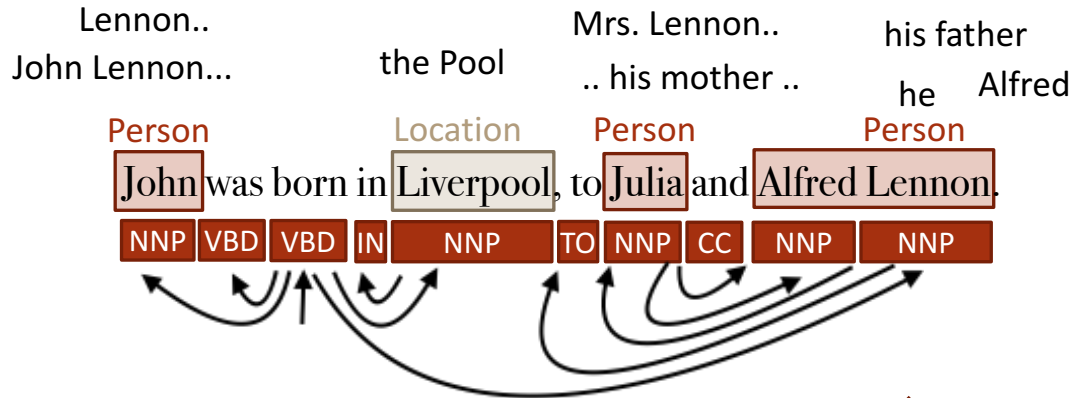 Lennon..
John Lennon...
the Pool
Mrs. Lennon..
.. his mother ..
his father
he Alfred
Person Location Person Person
John was born in Liverpool, to Julia and Alfred Lennon.
NNP VBD VBD IN NNP TO NNP CC NNP NNP